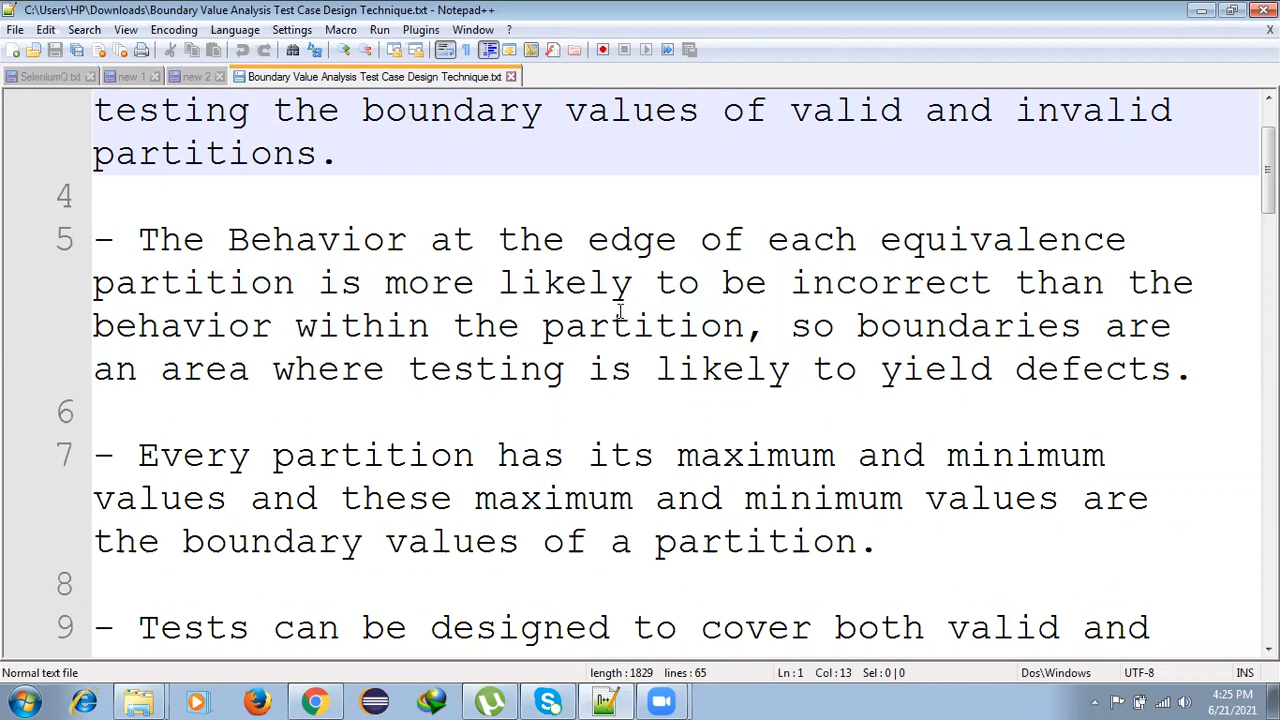 C:\Users\HP\Downloads\Boundary Value Analysis Test Case Design Technique.txt - Notepad++
File Edit Search View Encoding Language Settings Macro Run Plugins Window ? X
SeleniumQ.txt new 1 new 2 Boundary Value Analysis Test Case Design Technique.txt
testing the boundary values of valid and invalid
partitions.
4
5 - The Behavior at the edge of each equivalence
partition is more likely to be incorrect than the
behavior within the partition, so boundaries are
an area where testing is likely to yield defects.
6
7 - Every partition has its maximum and minimum
values and these maximum and minimum values are
the boundary values of a partition.
8
9 - Tests can be designed to cover both valid and
Normal text file length : 1829 lines : 65 Ln : 1 Col : 13 Sel : 0 | 0 Dos\Windows UTF-8 INS
4:25 PM
6/21/2021